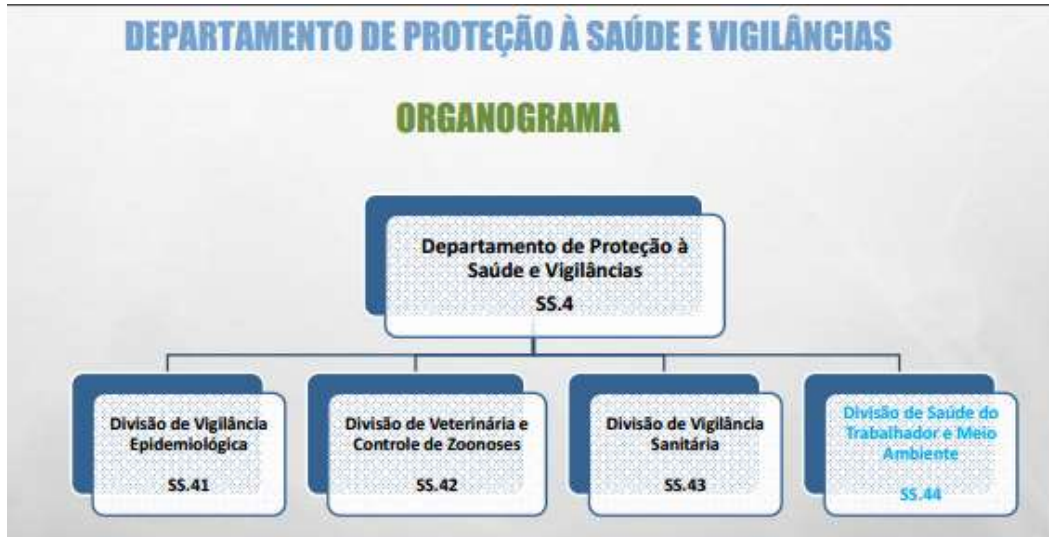 DEPARTAMENTO DE PROTEÇÃO À SAÚDE E VIGILÂNCIAS
ORGANOGRAMA
Departamento de Proteção à
Saúde e Vigilâncias
SS.4
Divisão de Vigilância
Epidemiológica
SS.41
Divisão de Veterinária e
Controle de Zoonoses
SS.42
Divisão de Vigilância
Sanitária
SS.43
Divisão de Saúde do
Trabalhador e Meio
Ambiente
SS.44